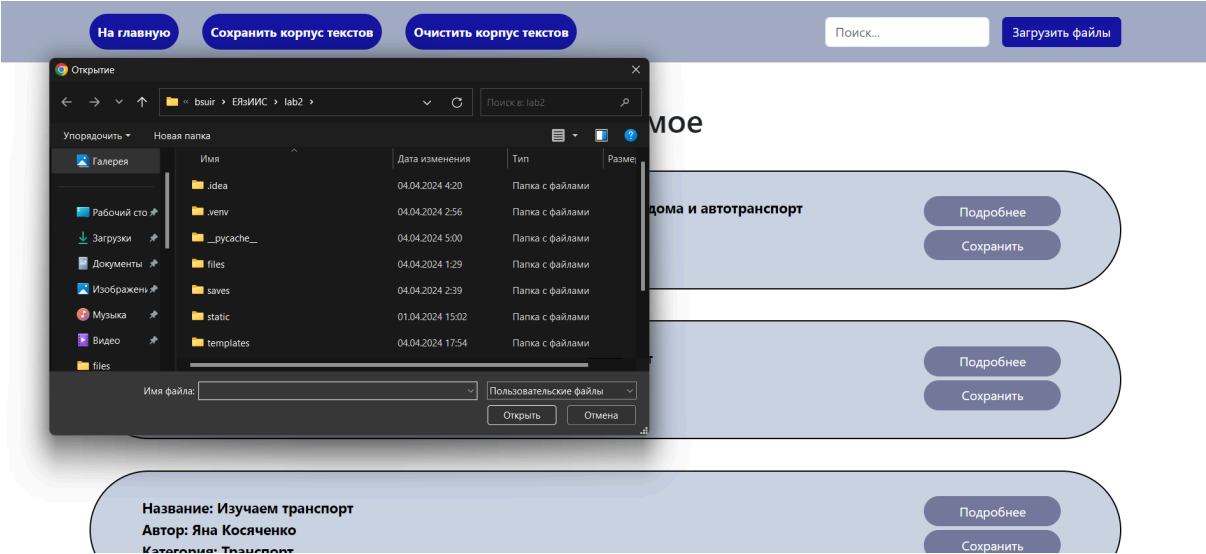 На главную Сохранить корпус текстов Очистить корпус текстов Поиск... Загрузить файлы
Открытие
« bsuir › ЕЯзИИС › lab2 › Поиск в: lab2
мое
Упорядочить Новая папка
Галерея Имя Дата изменения Тип Разме
.idea 04.04.2024 4:20 Папка с файлами
дома и автотранспорт
Подробнее
Рабочий сто .venv 04.04.2024 2:56 Папка с файлами
Загрузки __pycache__ 04.04.2024 5:00 Папка с файлами
Сохранить
Документы files 04.04.2024 1:29 Папка с файлами
Изображени saves 04.04.2024 2:39 Папка с файлами
Музыка static 01.04.2024 15:02 Папка с файлами
Видео templates 04.04.2024 17:54 Папка с файлами
files
Подробнее
Имя файла: Пользовательские файлы
Сохранить
Открыть Отмена
Название: Изучаем транспорт
Подробнее
Автор: Яна Косяченко
Категория: Транспорт
Сохранить